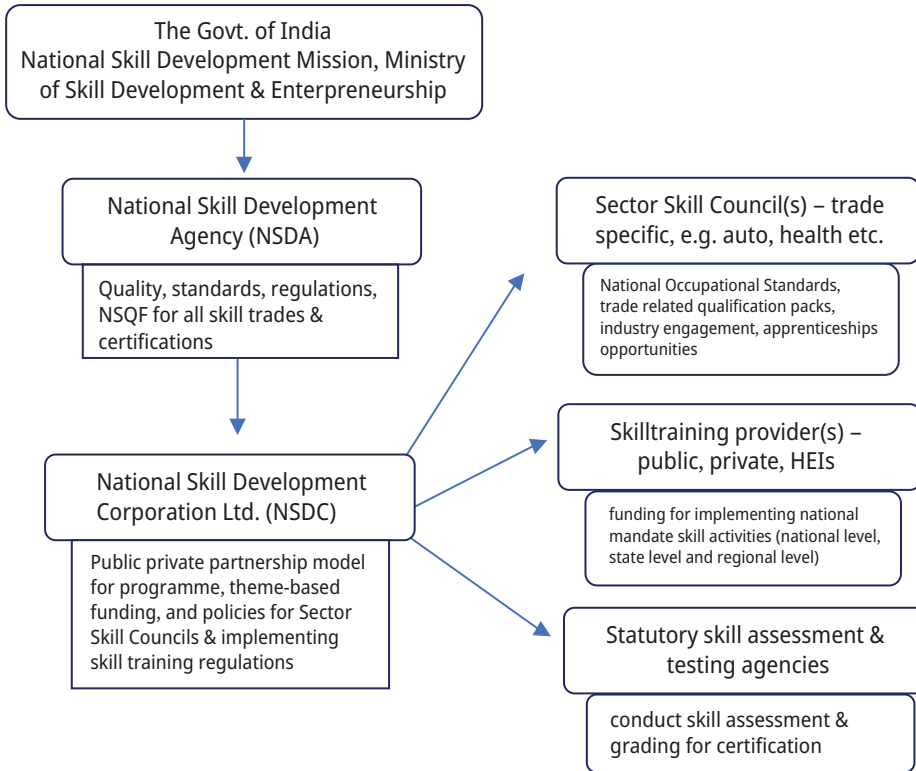 The Govt. of India
National Skill Development Mission, Ministry
of Skill Development & Enterpreneurship
National Skill Development
Agency (NSDA)
Quality, standards, regulations,
NSQF for all skill trades &
certifications
National Skill Development
Corporation Ltd. (NSDC)
Public private partnership model
for programme, theme-based
funding, and policies for Sector
Skill Councils & implementing
skill training regulations
Sector Skill Council(s) – trade
specific, e.g. auto, health etc.
National Occupational Standards,
trade related qualification packs,
industry engagement, apprenticeships
opportunities
Skilltraining provider(s) –
public, private, HEIs
funding for implementing national
mandate skill activities (national level,
state level and regional level)
Statutory skill assessment &
testing agencies
conduct skill assessment &
grading for certification